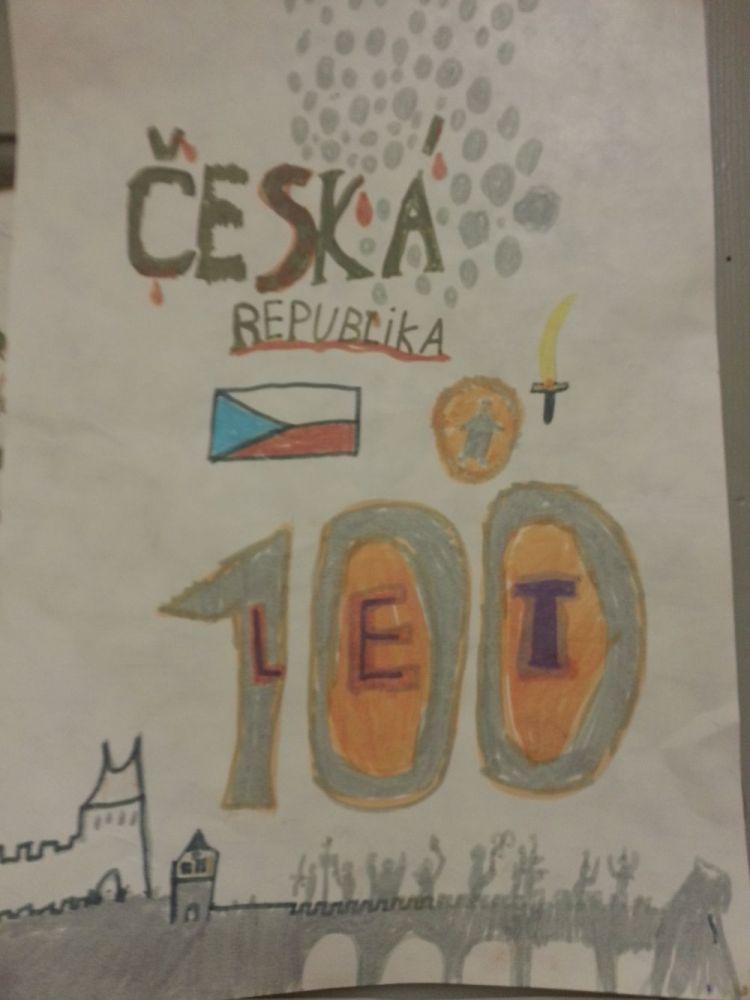 ČESKÁ
REPUBLiKA
100
LET